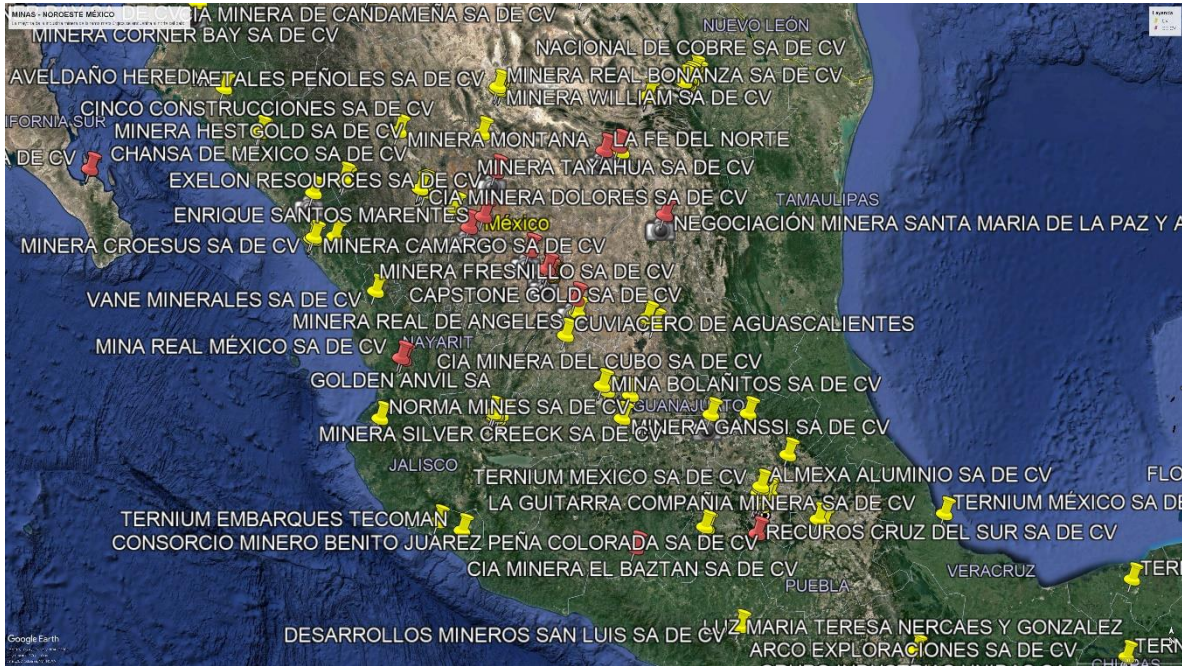 MINAS - NOROESTE MÉXICO
Leyenda
CIA MINERA DE CANDAMEÑA SA DE CV
NUEVO LEÓN
MINERA CORNER BAY SA DE CV
NACIONAL DE COBRE SA DE CV
AVELDAÑO HEREDIA
METALES PEÑOLES SA DE CV
MINERA REAL BONANZA SA DE CV
MINERA WILLIAM SA DE CV
CINCO CONSTRUCCIONES SA DE CV
IFORNIA SUR
MINERA HESTGOLD SA DE CV
MINERA MONTANA
LA FE DEL NORTE
A DE CV
CHANSA DE MEXICO SA DE CV
MINERA TAYAHUA SA DE CV
EXELON RESOURCES SA DE CV
CIA MINERA DOLORES SA DE CV
TAMAULIPAS
ENRIQUE SANTOS MARENTES
México
NEGOCIACIÓN MINERA SANTA MARIA DE LA PAZ Y A
MINERA CROESUS SA DE CV
MINERA CAMARGO SA DE CV
MINERA FRESNILLO SA DE CV
VANE MINERALES SA DE CV
CAPSTONE GOLD SA DE CV
MINERA REAL DE ANGELES
CUVIACERO DE AGUASCALIENTES
MINA REAL MÉXICO SA DE CV
NAYARIT
CIA MINERA DEL CUBO SA DE CV
GOLDEN ANVIL SA
MINA BOLAÑITOS SA DE CV
NORMA MINES SA DE CV
GUANAJUATO
MINERA SILVER CREECK SA DE CV
MINERA GANSSI SA DE CV
JALISCO
TERNIUM MEXICO SA DE CV
ALMEXA ALUMINIO SA DE CV
FLO
LA GUITARRA COMPAÑIA MINERA SA DE CV
TERNIUM MÉXICO SA DE
TERNIUM EMBARQUES TECOMAN
CONSORCIO MINERO BENITO JUÁREZ PEÑA COLORADA SA DE CV
RECUROS CRUZ DEL SUR SA DE CV
CIA MINERA EL BAZTAN SA DE CV
VERACRUZ
TERI
PUEBLA
Google Earth
DESARROLLOS MINEROS SAN LUIS SA DE CV
LUZ MARIA TERESA NERCAES Y GONZALEZ
ARCO EXPLORACIONES SA DE CV
TERN
CHIAPAS